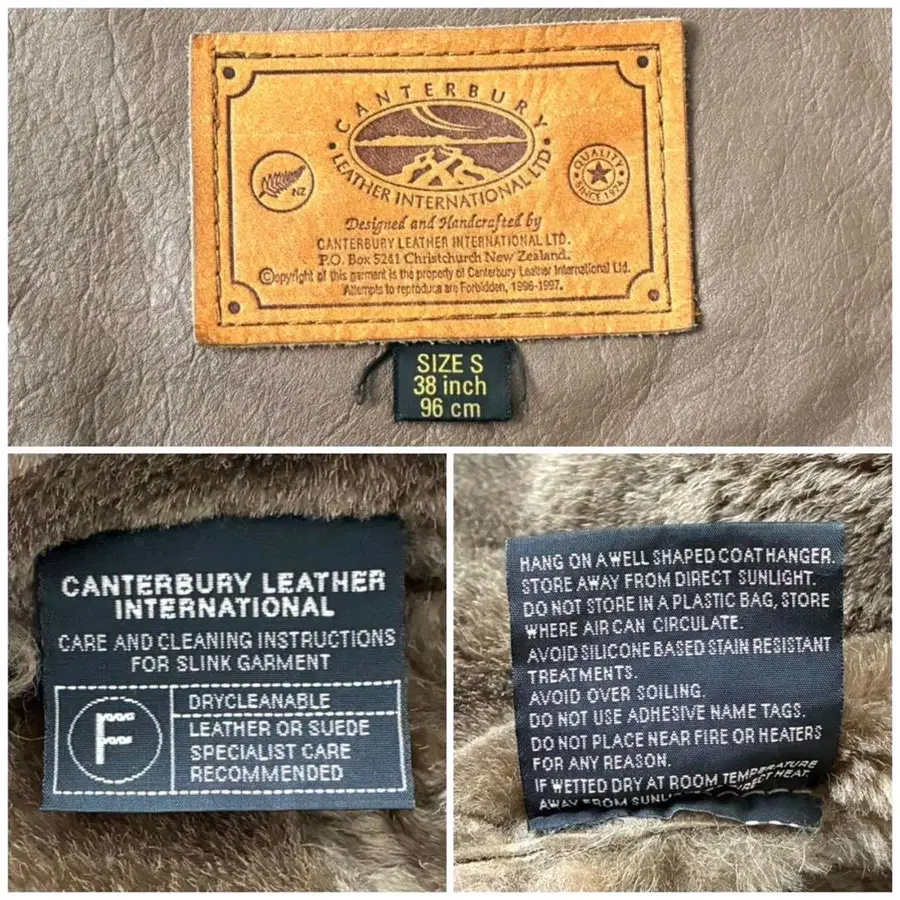 CANTERBURY
LEATHER INTERNATIONAL LTD.
NZ
QUALITY
SINCE 1974
Designed and Handcrafted by
CANTERBURY LEATHER INTERNATIONAL LTD.
P.O. Box 5241 Christchurch New Zealand.
©opyright of this garment is the property of Canterbury Leather International Ltd.
Attempts to reproduce are Forbidden, 1996-1997.
SIZE S
38 inch
96 cm
CANTERBURY LEATHER
INTERNATIONAL
CARE AND CLEANING INSTRUCTIONS
FOR SLINK GARMENT
F
DRYCLEANABLE
LEATHER OR SUEDE
SPECIALIST CARE
RECOMMENDED
HANG ON A WELL SHAPED COAT HANGER.
STORE AWAY FROM DIRECT SUNLIGHT.
DO NOT STORE IN A PLASTIC BAG, STORE
WHERE AIR CAN CIRCULATE.
AVOID SILICONE BASED STAIN RESISTANT
TREATMENTS.
AVOID OVER SOILING.
DO NOT USE ADHESIVE NAME TAGS.
DO NOT PLACE NEAR FIRE OR HEATERS
FOR ANY REASON.
IF WETTED DRY AT ROOM TEMPERATURE
AWAY FROM SUNL DIRECT HEAT.